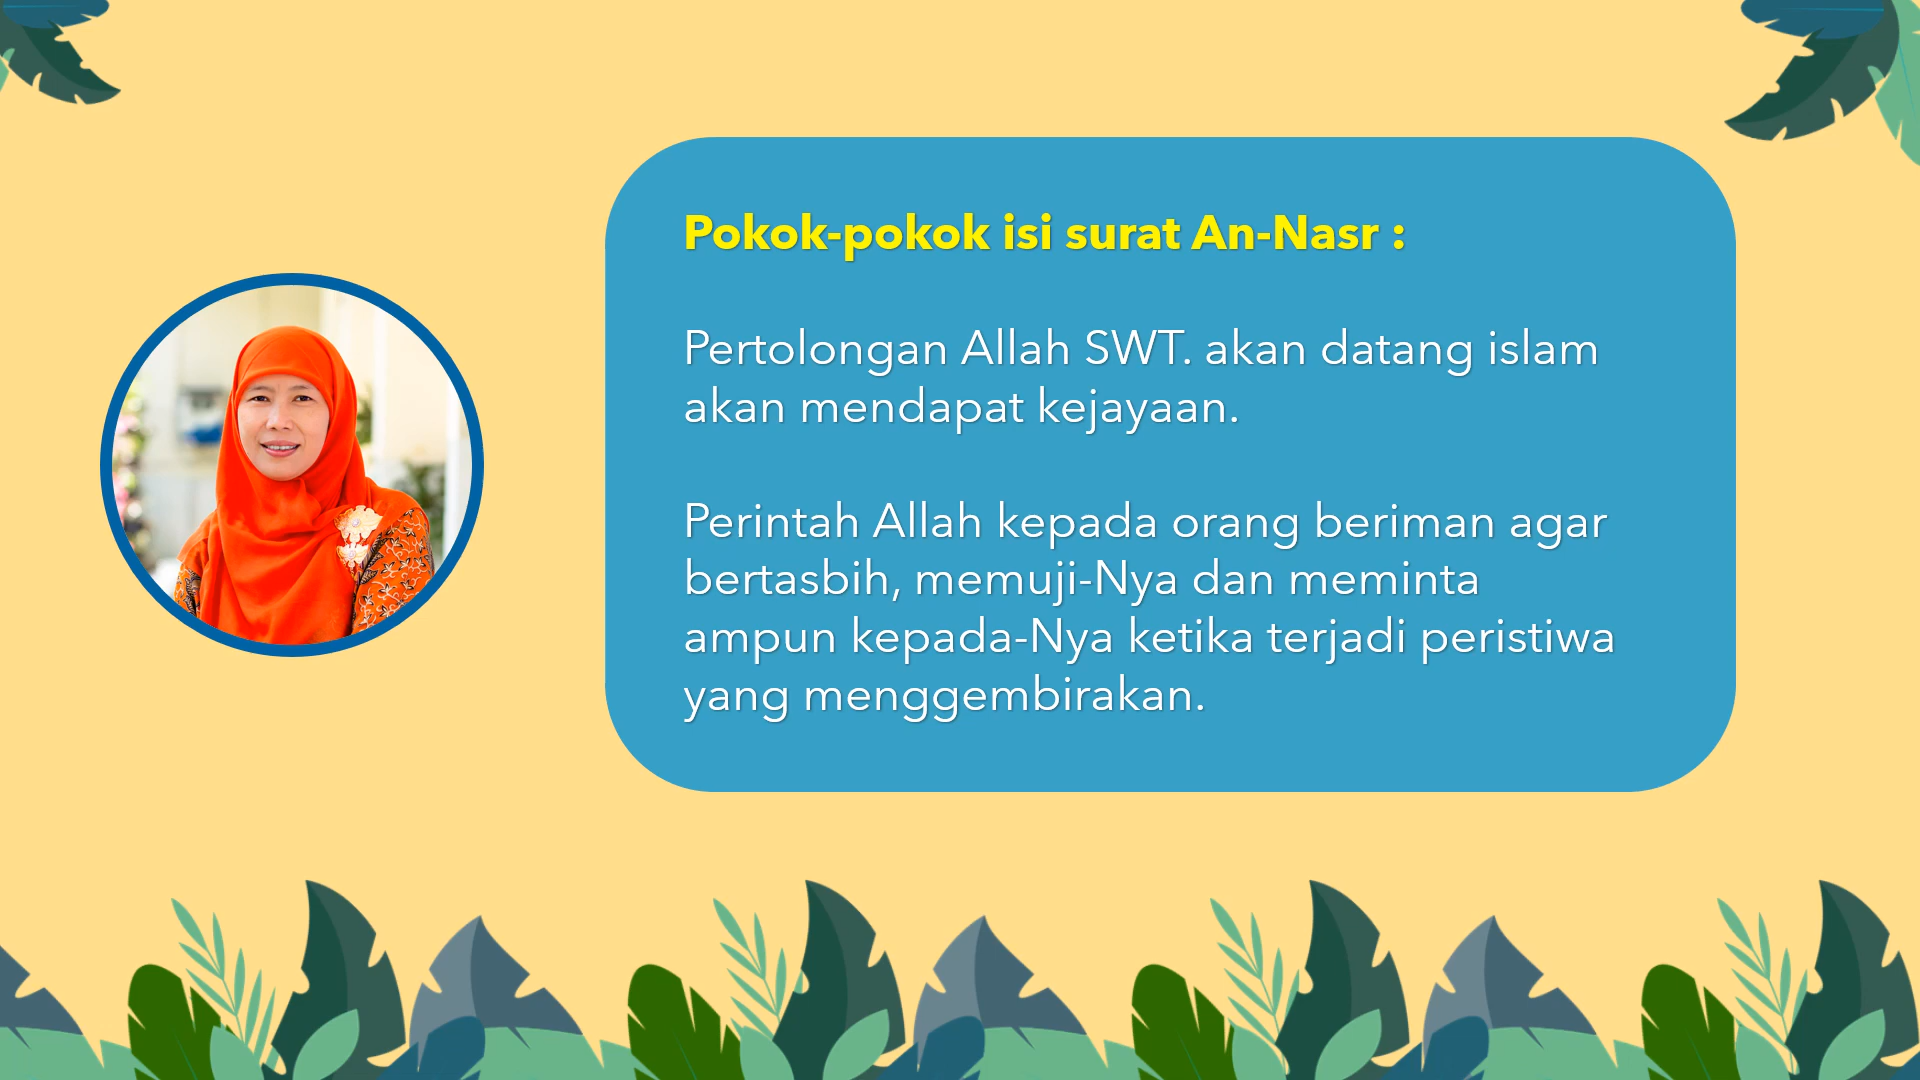 Pokok-pokok isi surat An-Nasr :
Pertolongan Allah SWT. akan datang islam
akan mendapat kejayaan.
Perintah Allah kepada orang beriman agar
bertasbih, memuji-Nya dan meminta
ampun kepada-Nya ketika terjadi peristiwa
yang menggembirakan.